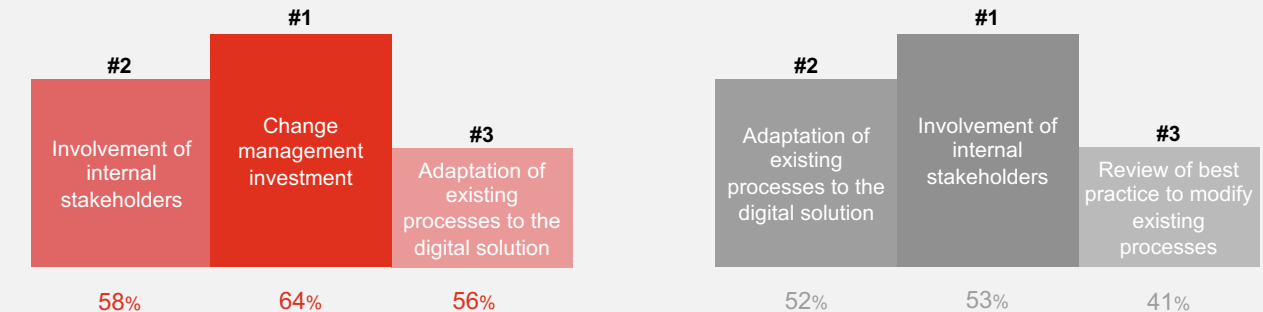 #1
#2
#3
Involvement of
internal
stakeholders
Change
management
investment
Adaptation of
existing
processes to the
digital solution
58%
64%
56%
#1
#2
#3
Adaptation of
existing
processes to the
digital solution
Involvement of
internal
stakeholders
Review of best
practice to modify
existing
processes
52%
53%
41%